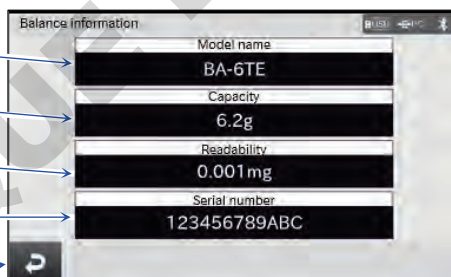 Balance information
Model name
BA-6TE
Capacity
6.2g
Readability
0.001mg
Serial number
123456789ABC